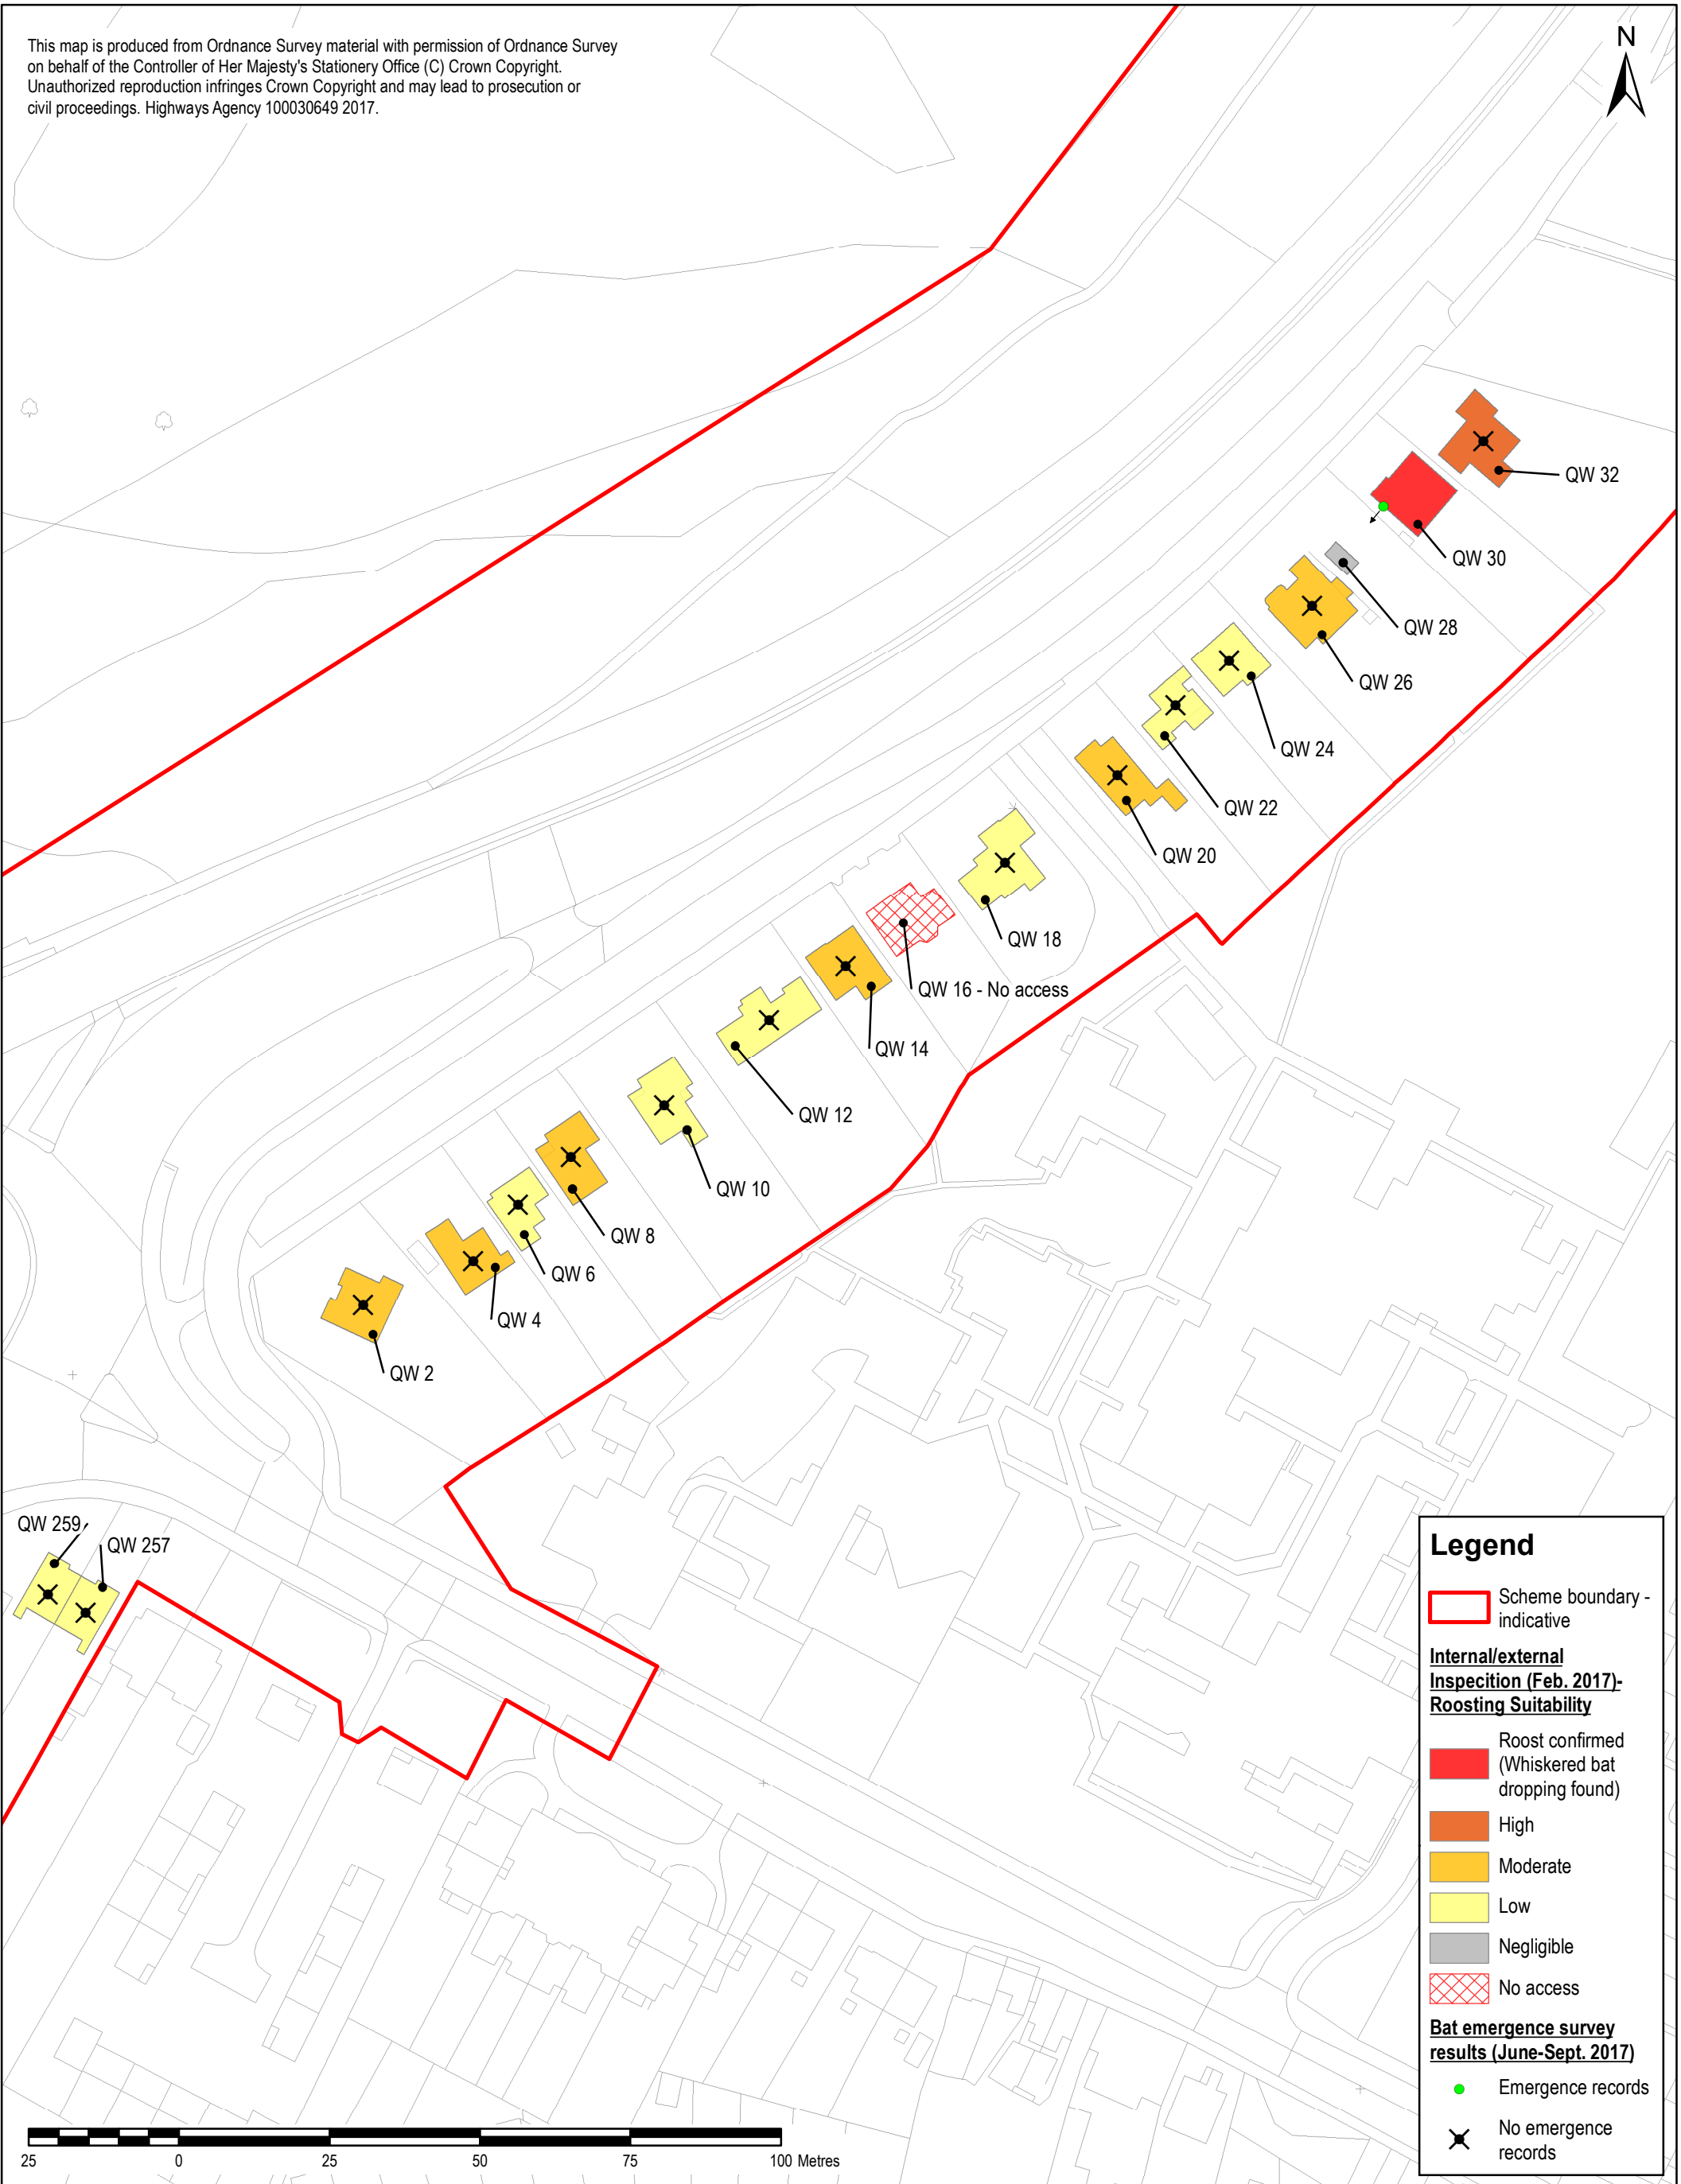 This map is produced from Ordnance Survey material with permission of Ordnance Survey
on behalf of the Controller of Her Majesty's Stationery Office (C) Crown Copyright.
Unauthorized reproduction infringes Crown Copyright and may lead to prosecution or
civil proceedings. Highways Agency 100030649 2017.
N
QW 32
QW 30
QW 28
QW 26
QW 24
QW 22
QW 20
QW 18
QW 16 - No access
QW 14
QW 12
QW 10
QW 8
QW 6
QW 4
QW 2
QW 259
QW 257
Legend
Scheme boundary -
indicative
Internal/external
Inspecition (Feb. 2017)-
Roosting Suitability
Roost confirmed
(Whiskered bat
dropping found)
High
Moderate
Low
Negligible
No access
Bat emergence survey
results (June-Sept. 2017)
Emergence records
No emergence
records
25 0 25 50 75 100 Metres